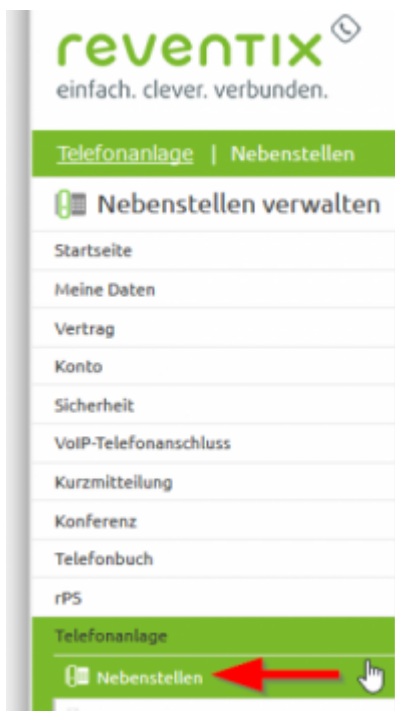 reventix
einfach. clever. verbunden.
Telefonanlage | Nebenstellen
Nebenstellen verwalten
Startseite
Meine Daten
Vertrag
Konto
Sicherheit
VoIP-Telefonanschluss
Kurzmitteilung
Konferenz
Telefonbuch
rPS
Telefonanlage
Nebenstellen